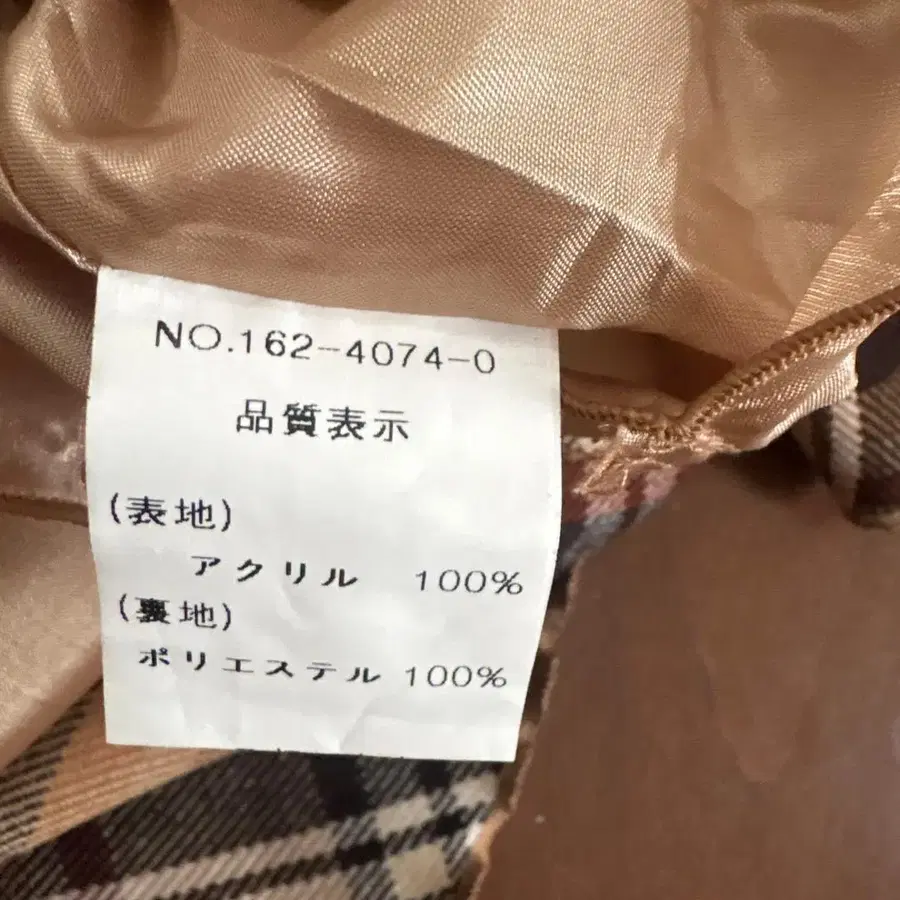 NO.162-4074-0
品質表示
(表地)
アクリル 100%
(裏地)
ポリエステル 100%